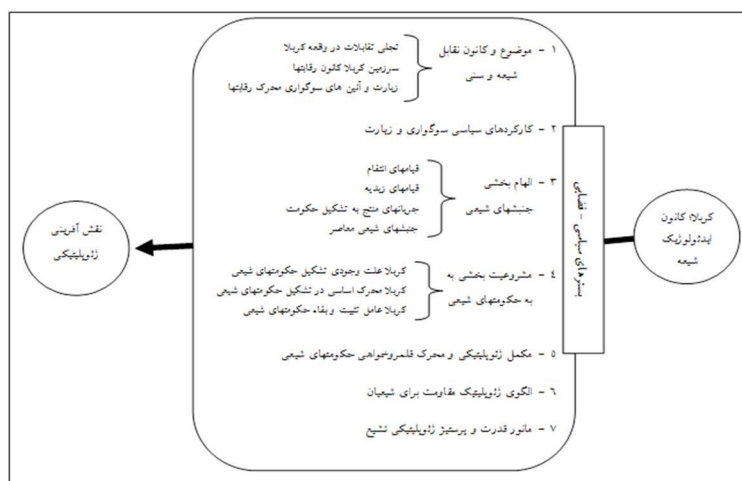 کربلا؛ کانون
ایدئولوژیک
شیعه
بسترهای سیاسی - فضایی
۱ - موضوع و کانون تقابل
شیعه و سنی
تجلی تقابلات در وقعه کربلا
سرزمین کربلا کانون رقابتها
زیارت و آئین های سوگواری محرک رقابتها
۲ - کارکردهای سیاسی سوگواری و زیارت
۳ - الهام بخشی
جنبشهای شیعی
قیامهای انتقام
قیامهای زیدیه
جریانهای منتج به تشکیل حکومت
جنبشهای شیعی معاصر
۴ - مشروعیت بخشی به
به حکومتهای شیعی
کربلا علت وجودی تشکیل حکومتهای شیعی
کربلا محرک اساسی در تشکیل حکومتهای شیعی
کربلا عامل تثبیت و بقاء حکومتهای شیعی
۵ - مکمل ژئوپلیتیکی و محرک قلمروخواهی حکومتهای شیعی
۶ - الگوی ژئوپلیتیک مقاومت برای شیعیان
۷ - مانور قدرت و پرستیژ ژئوپلیتیکی تشیع
نقش آفرینی
ژئوپلیتیکی